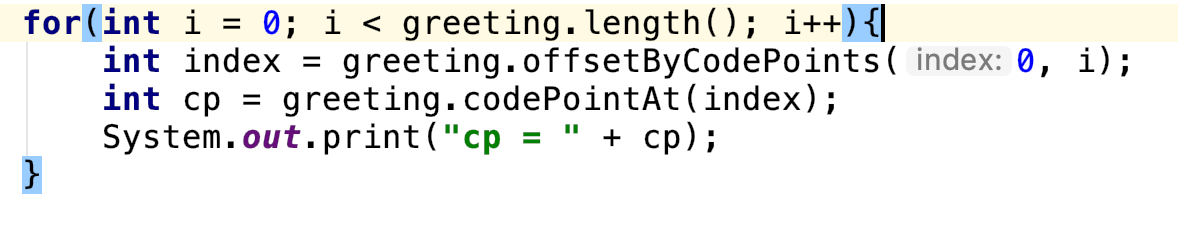 for(int i = 0; i < greeting.length(); i++){
    int index = greeting.offsetByCodePoints( index: 0, i);
    int cp = greeting.codePointAt(index);
    System.out.print("cp = " + cp);
}